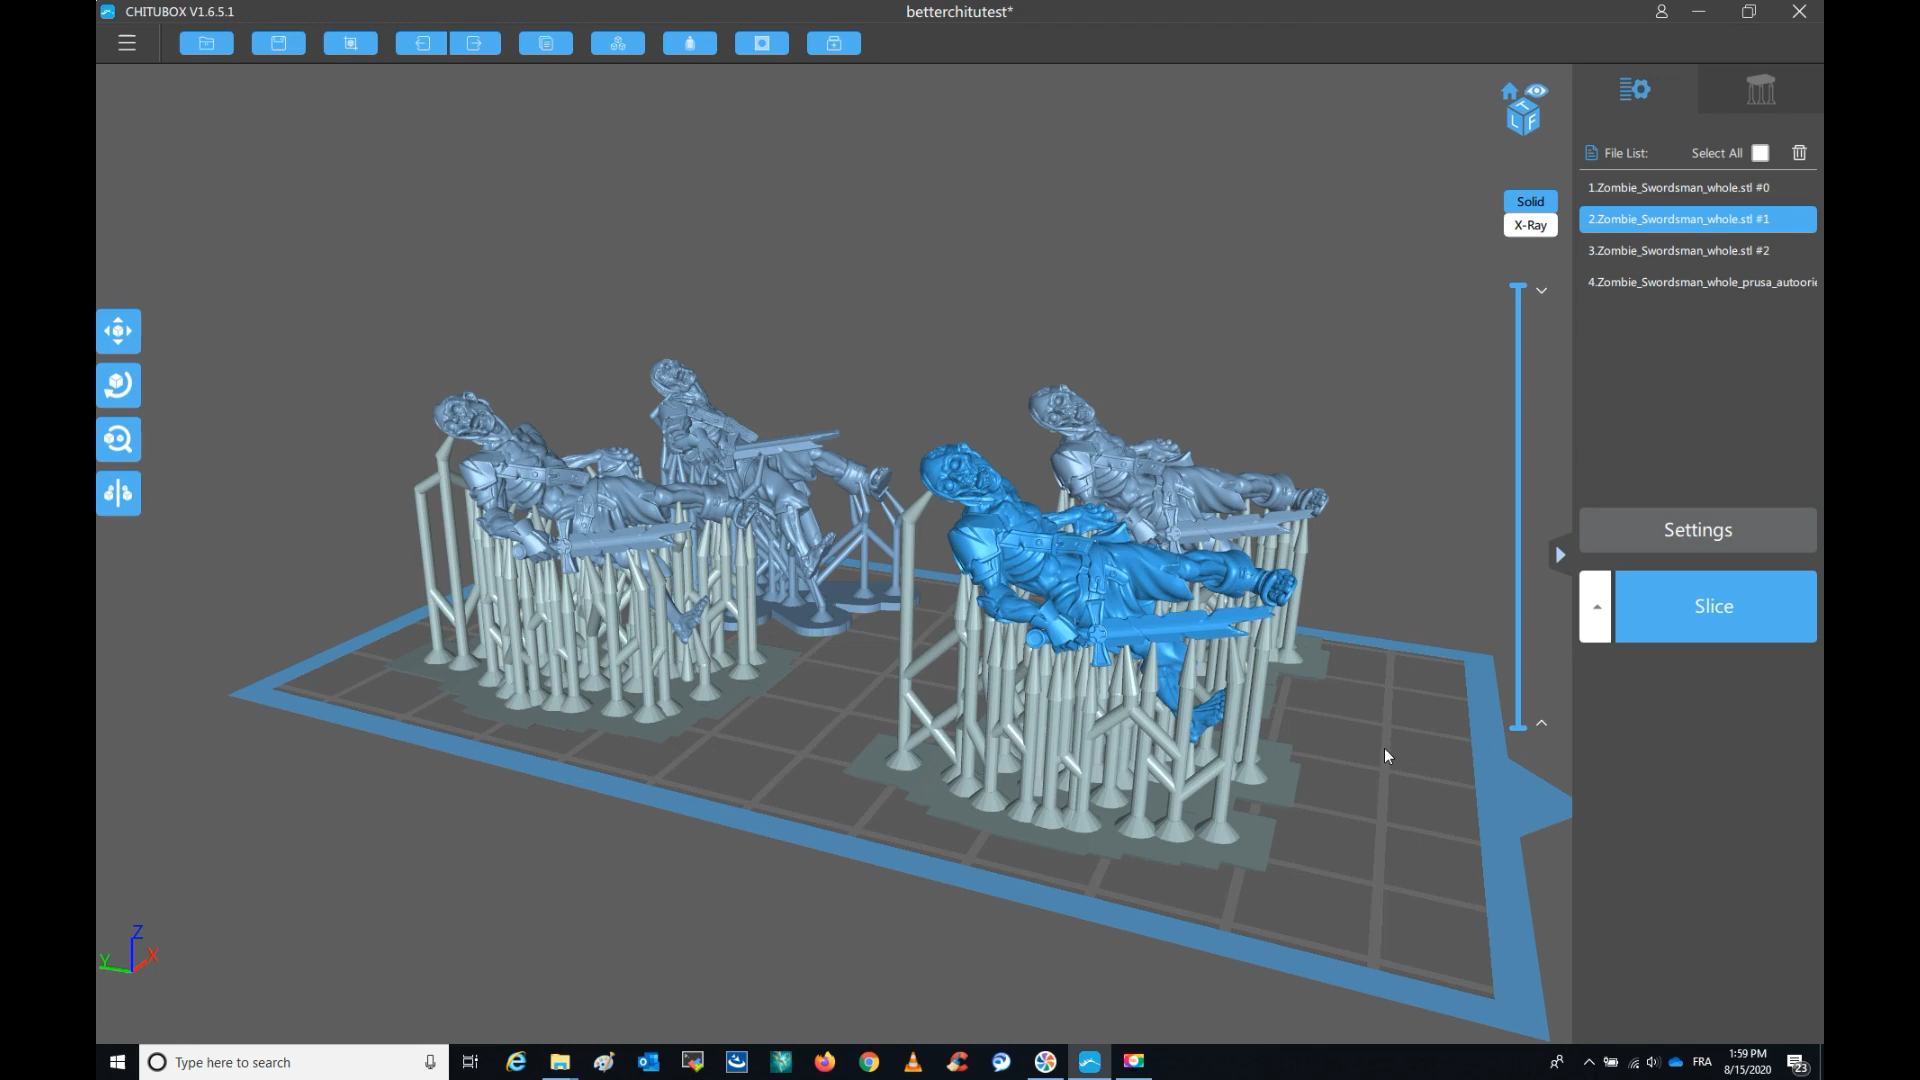 CHITUBOX V1.6.5.1
betterchitutest*
T
L F
File List: Select All
1.Zombie_Swordsman_whole.stl #0
Solid
2.Zombie_Swordsman_whole.stl #1
X-Ray
3.Zombie_Swordsman_whole.stl #2
4.Zombie_Swordsman_whole_prusa_autoorie
Settings
Slice
Z
Y X
Type here to search
FRA
1:59 PM
8/15/2020
23